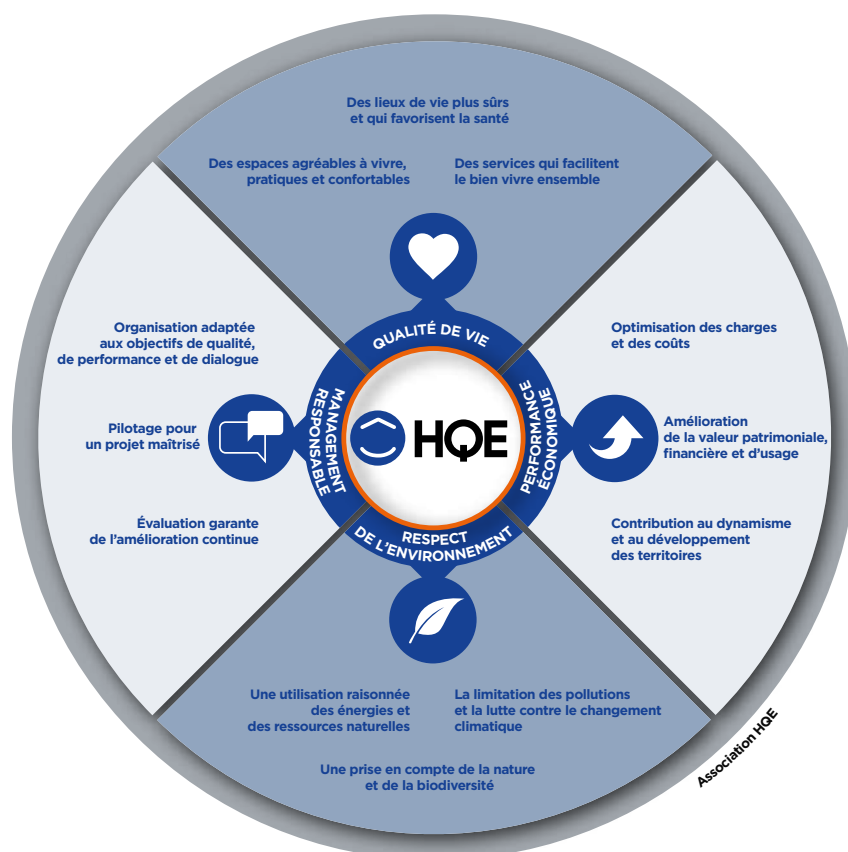 Des lieux de vie plus sûrs
et qui favorisent la santé
Des espaces agréables à vivre,
pratiques et confortables
Des services qui facilitent
le bien vivre ensemble
QUALITÉ DE VIE
Organisation adaptée
aux objectifs de qualité,
de performance et de dialogue
Pilotage pour
un projet maîtrisé
Évaluation garante
de l'amélioration continue
MANAGEMENT
RESPONSABLE
HQE
PERFORMANCE
ÉCONOMIQUE
Optimisation des charges
et des coûts
Amélioration
de la valeur patrimoniale,
financière et d'usage
Contribution au dynamisme
et au développement
des territoires
RESPECT
DE L'ENVIRONNEMENT
Une utilisation raisonnée
des énergies et
des ressources naturelles
La limitation des pollutions
et la lutte contre le changement
climatique
Une prise en compte de la nature
et de la biodiversité
Association HQE